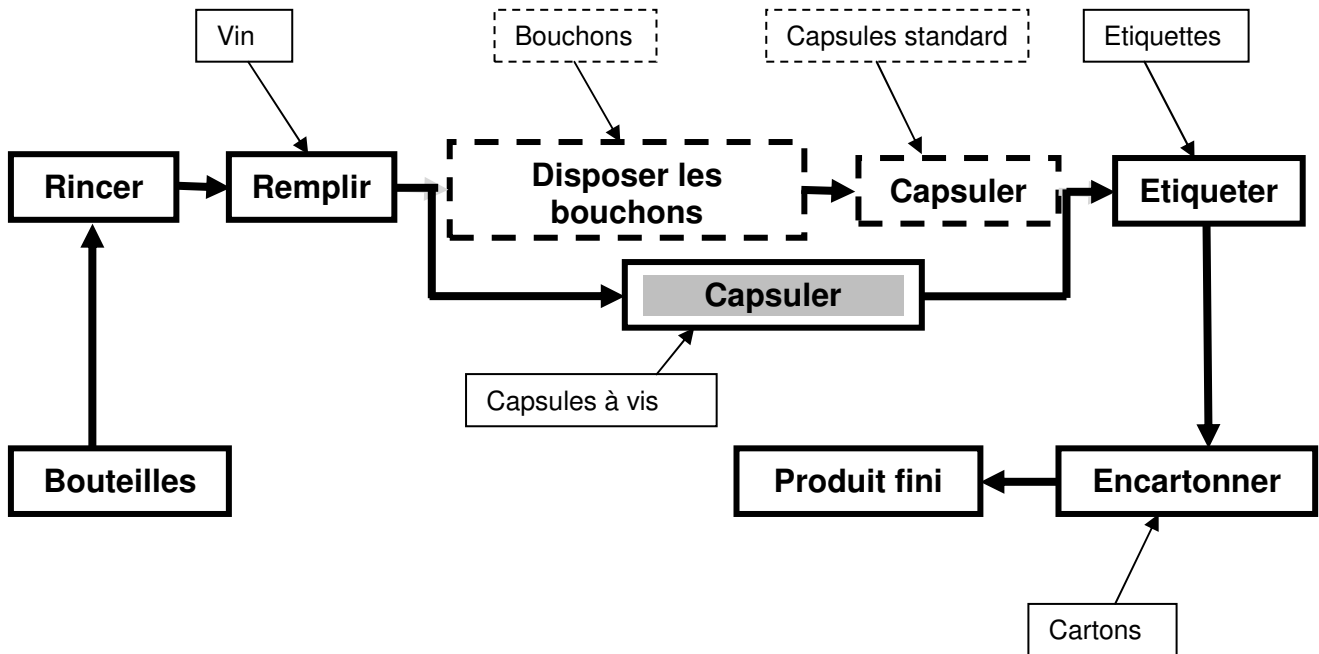 Vin
Bouchons
Capsules standard
Etiquettes
Rincer
Remplir
Disposer les
bouchons
Capsuler
Etiqueter
Capsuler
Capsules à vis
Bouteilles
Produit fini
Encartonner
Cartons